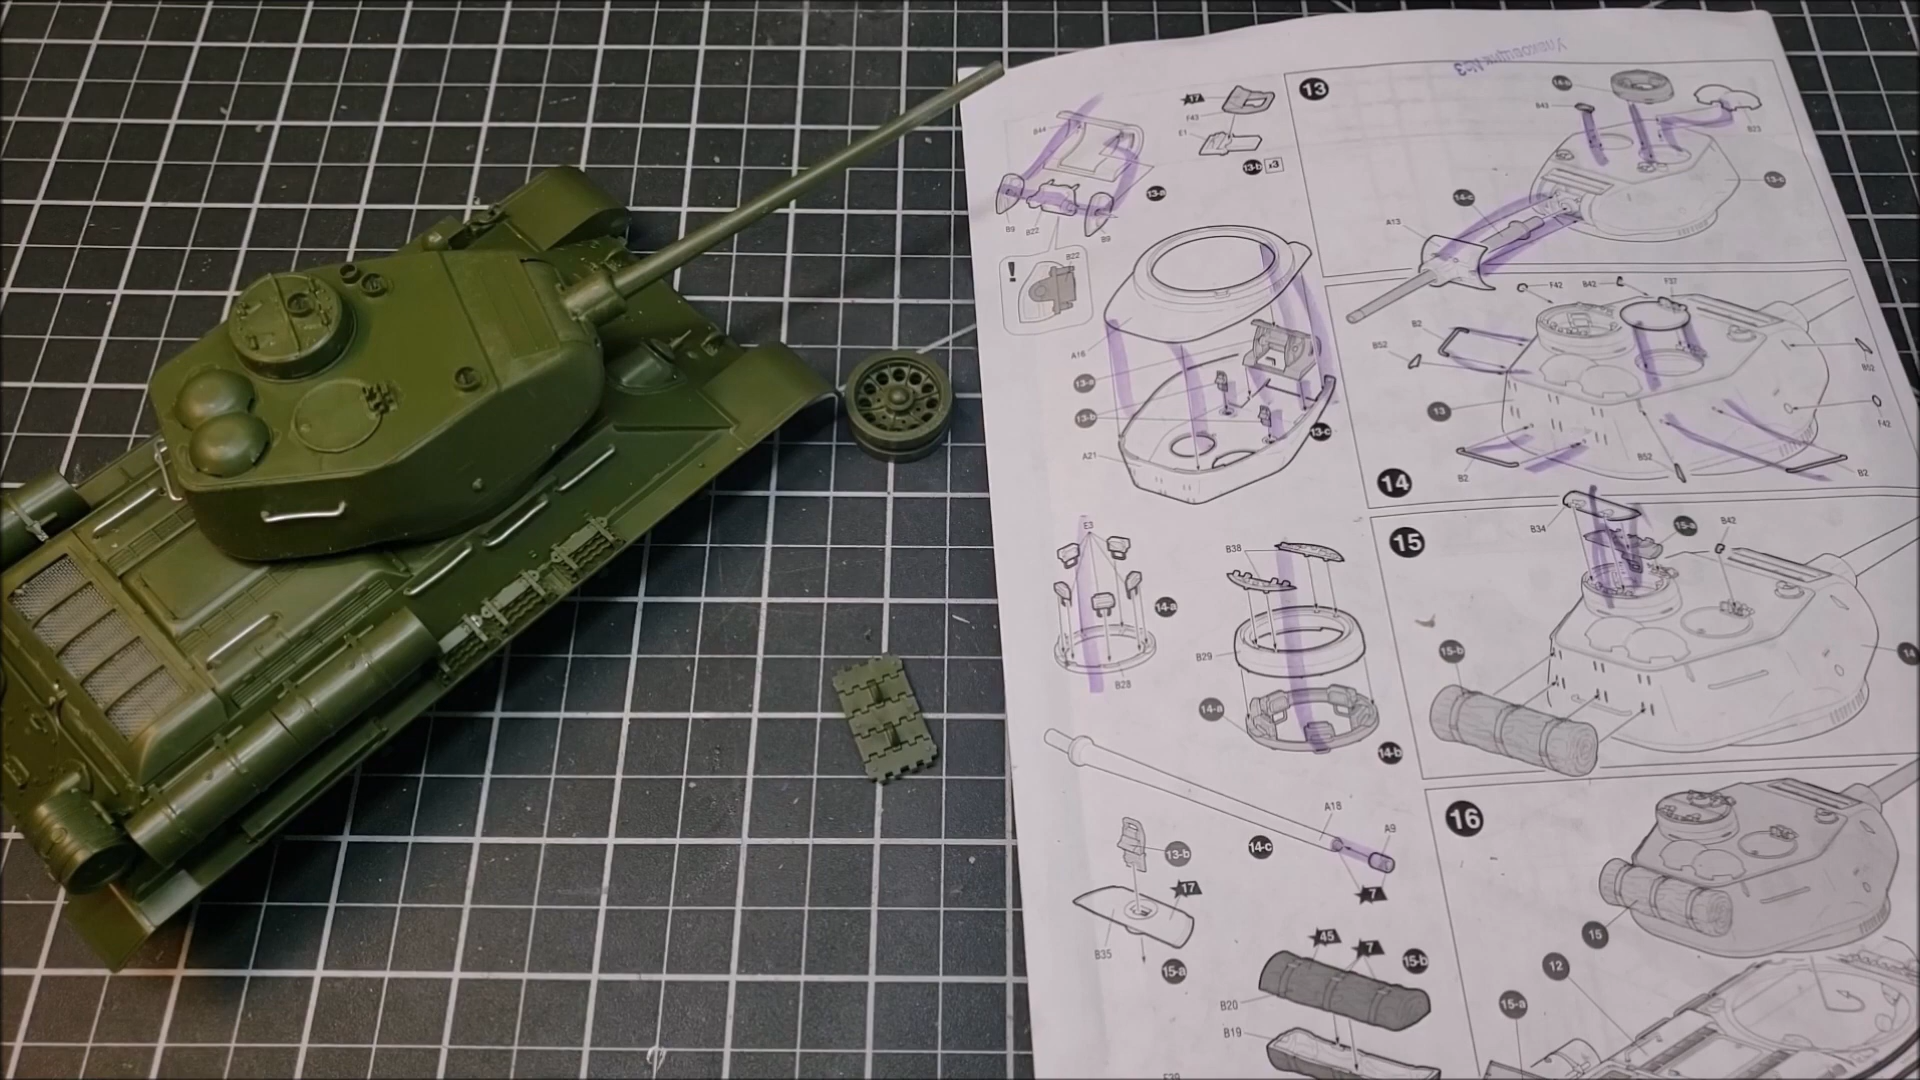 Упаковщик №3
17
F43
E1
13-b x3
B44
13-a
B9
B22
B9
!
B22
A16
13-a
13-b
13-c
A21
13
14-b
B43
B23
13-c
14-c
A13
F42
B42
F37
B2
B52
B52
13
F42
14
B52
B2
B2
E3
14-a
B28
B38
B29
14-a
14-b
15
B34
15-a
B42
15-b
14
A18
A9
14-c
7
13-b
17
B35
15-a
45
7
15-b
B20
B19
16
15
12
15-a